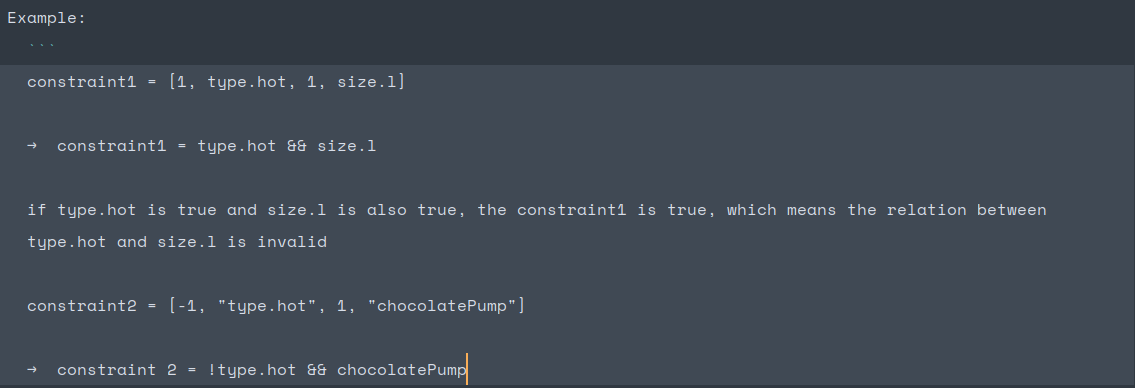 Example:
```
constraint1 = [1, type.hot, 1, size.l]
→ constraint1 = type.hot && size.l
if type.hot is true and size.l is also true, the constraint1 is true, which means the relation between
type.hot and size.l is invalid
constraint2 = [-1, "type.hot", 1, "chocolatePump"]
→ constraint 2 = !type.hot && chocolatePump